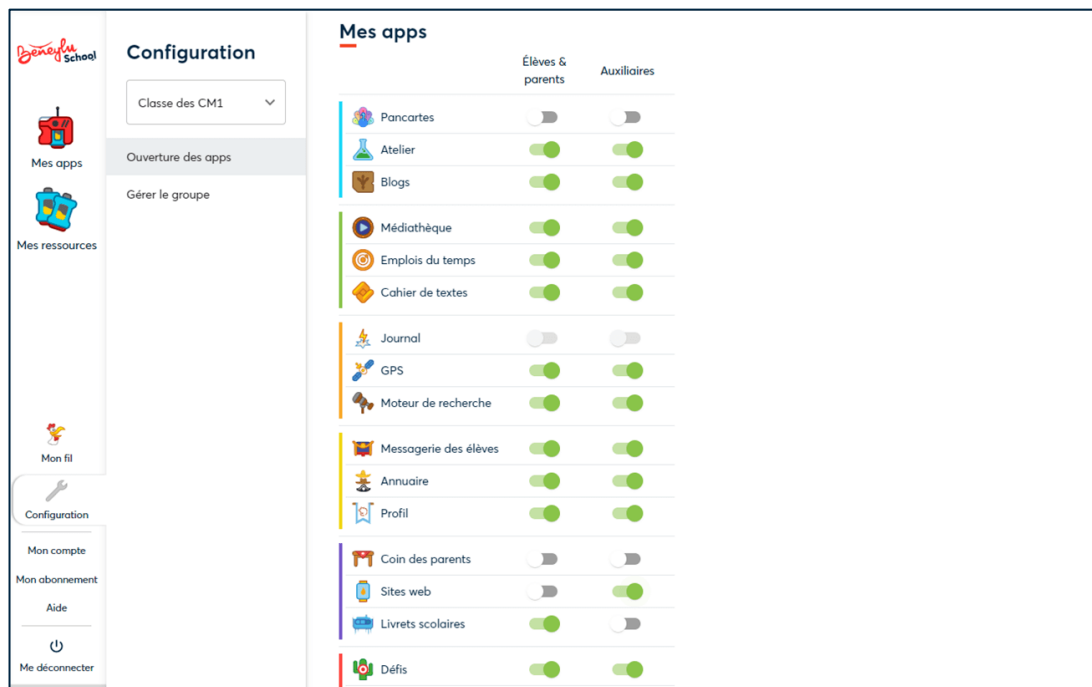 Beneylu
School
Mes apps
Mes ressources
Mon fil
Configuration
Mon compte
Mon abonnement
Aide
Me déconnecter
Configuration
Classe des CM1
Ouverture des apps
Gérer le groupe
Mes apps
Élèves &
parents
Auxiliaires
Pancartes
Atelier
Blogs
Médiathèque
Emplois du temps
Cahier de textes
Journal
GPS
Moteur de recherche
Messagerie des élèves
Annuaire
Profil
Coin des parents
Sites web
Livrets scolaires
Défis